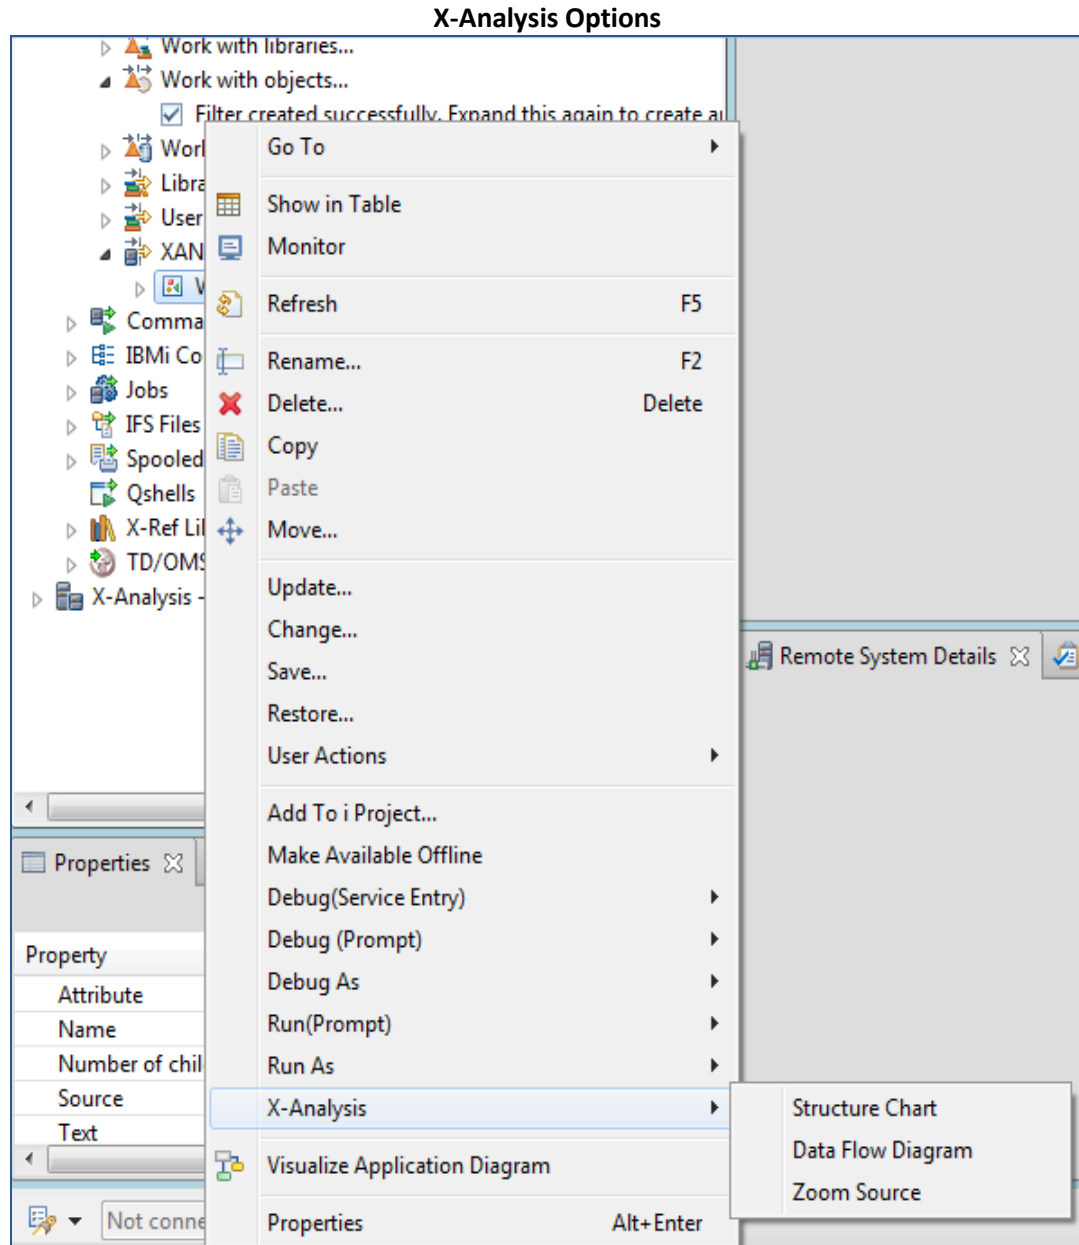 X-Analysis Options
Work with libraries...
Work with objects...
Filter created successfully. Expand this again to create
Go To
Show in Table
Monitor
Refresh F5
Rename... F2
Delete... Delete
Copy
Paste
Move...
Update...
Change...
Save...
Restore...
User Actions
Add To i Project...
Make Available Offline
Debug(Service Entry)
Debug (Prompt)
Debug As
Run(Prompt)
Run As
X-Analysis
Visualize Application Diagram
Properties Alt+Enter
Structure Chart
Data Flow Diagram
Zoom Source
User
XAN
Comma
IBMi Co
Jobs
IFS Files
Spooled
Qshells
X-Ref Li
TD/OMS
X-Analysis -
Remote System Details
Properties
Property
Attribute
Name
Number of chil
Source
Text
Not conne